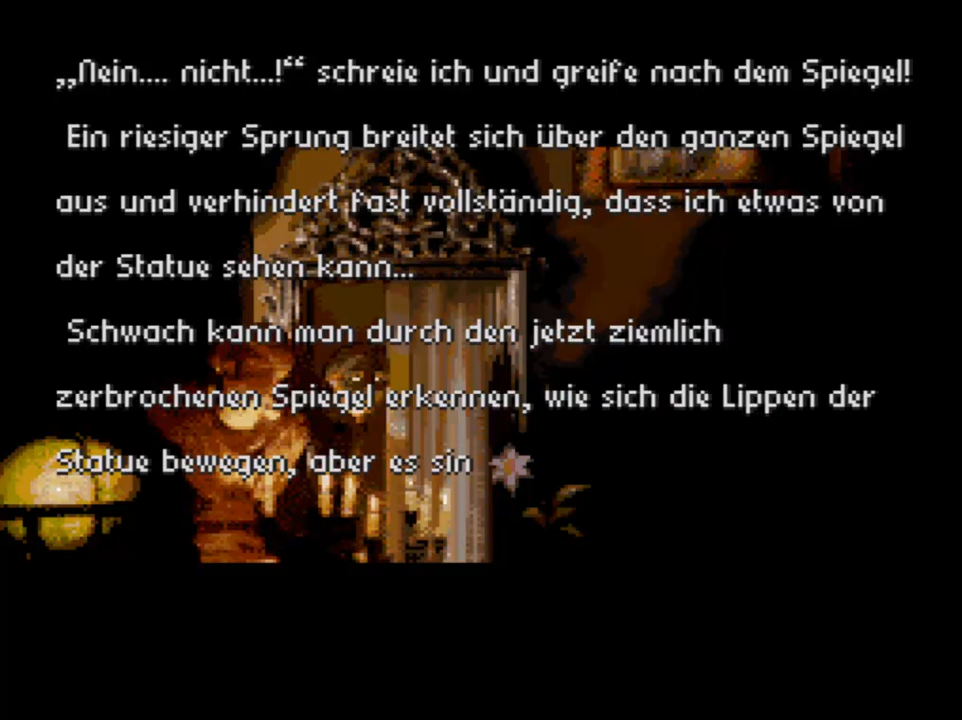 „Nein.... nicht...!“ schreie ich und greife nach dem Spiegel!
Ein riesiger Sprung breitet sich über den ganzen Spiegel
aus und verhindert fast vollständig, dass ich etwas von
der Statue sehen kann...
Schwach kann man durch den jetzt ziemlich
zerbrochenen Spiegel erkennen, wie sich die Lippen der
Statue bewegen, aber es sin